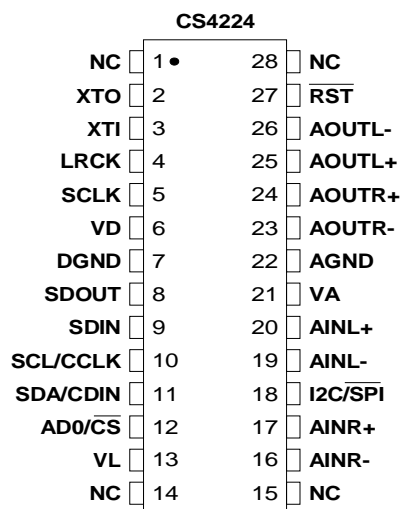 CS4224
NC 1 28 NC
XTO 2 27 RST
XTI 3 26 AOUTL-
LRCK 4 25 AOUTL+
SCLK 5 24 AOUTR+
VD 6 23 AOUTR-
DGND 7 22 AGND
SDOUT 8 21 VA
SDIN 9 20 AINL+
SCL/CCLK 10 19 AINL-
SDA/CDIN 11 18 I2C/SPI
AD0/CS 12 17 AINR+
VL 13 16 AINR-
NC 14 15 NC